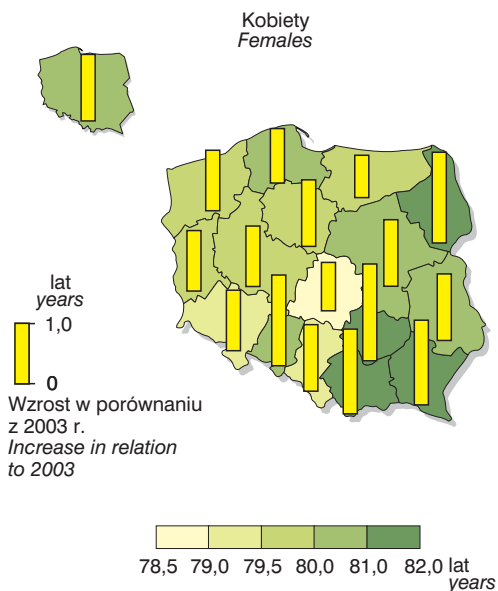 Kobiety
Females
lat
years
1,0
0
Wzrost w porównaniu
z 2003 r.
Increase in relation
to 2003
78,5 79,0 79,5 80,0 81,0 82,0 lat
years